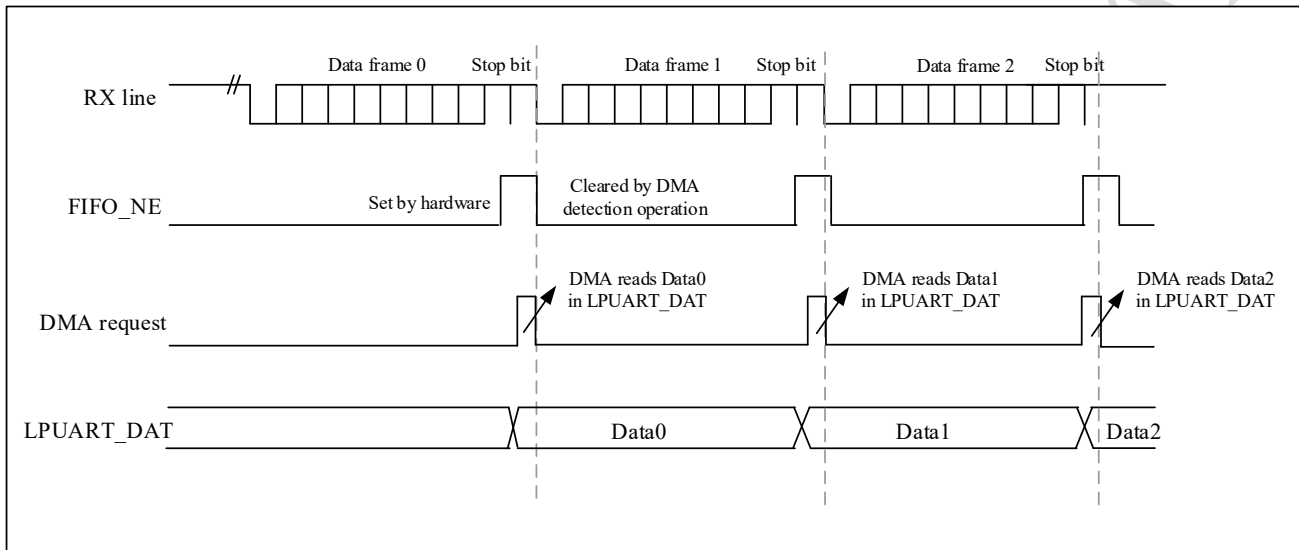 Data frame 0 Stop bit Data frame 1 Stop bit Data frame 2 Stop bit
RX line
Cleared by DMA
Set by hardware detection operation
FIFO_NE
DMA reads Data0 DMA reads Data1 DMA reads Data2
in LPUART_DAT in LPUART_DAT in LPUART_DAT
DMA request
LPUART_DAT Data0 Data1 Data2